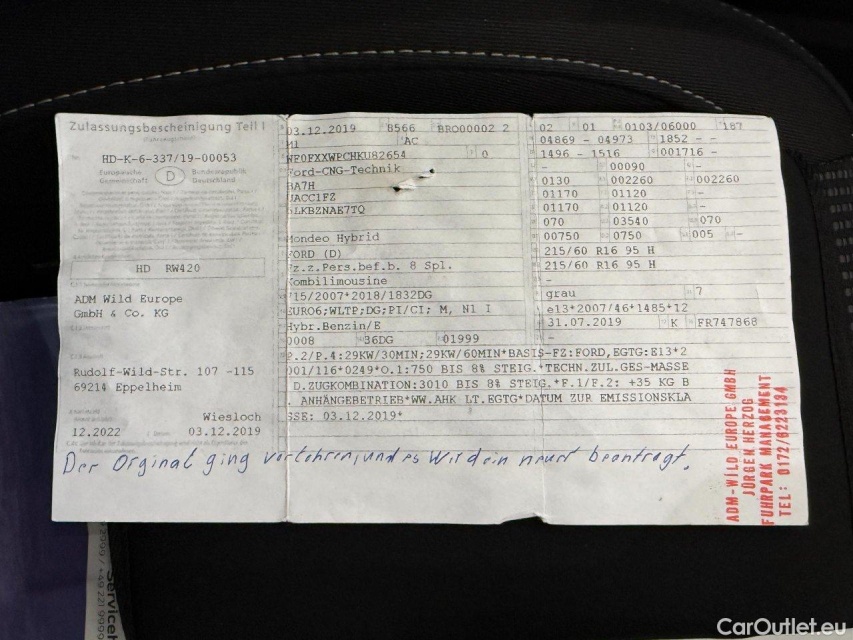 Zulassungsbescheinigung Teil I
HD-K-6-337/19-00053
Europäische Gemeinschaft D Bundesrepublik Deutschland
HD RW420
ADM Wild Europe
GmbH & Co. KG
Rudolf-Wild-Str. 107 -115
69214 Eppelheim
Wiesloch
12.2022 03.12.2019
03.12.2019 8566 BRO00002 2
M1 AC
WF0FXXWPCHKU82654 0
Ford-CNG-Technik
BA7H
UACC1FZ
5LKBZNAE7TQ
Mondeo Hybrid
FORD (D)
Fz.z.Pers.bef.b. 8 Spl.
Kombilimousine
715/2007*2018/1832DG
EURO6;WLTP;DG;PI/CI; M, N1 I
Hybr.Benzin/E
0008 36DG 01999
P.2/P.4:29KW/30MIN;29KW/60MIN*BASIS-FZ:FORD,EGTG:E13*2
001/116*0249*O.1:750 BIS 8% STEIG.*TECHN.ZUL.GES-MASSE
D.ZUGKOMBINATION:3010 BIS 8% STEIG.*F.1/F.2: +35 KG B
. ANHÄNGEBETRIEB*WW.AHK LT.EGTG*DATUM ZUR EMISSIONSKLA
SSE: 03.12.2019*
02 01 0103/06000 187
04869 - 04973 1852 - -
1496 - 1516 001716 -
- 00090 -
0130 002260 002260
01170 01120 -
01170 01120 -
070 03540 070
00750 0750 005 -
215/60 R16 95 H
215/60 R16 95 H
-
grau 7
e13*2007/46*1485*12
31.07.2019 K FR747868
-
Der Orginal ging verlohren, und es wird ein neuer beantragt.
ADM-WILD EUROPE GMBH
JÜRGEN HERZOG
FUHRPARK MANAGEMENT
TEL: 0172/6223134
CarOutlet.eu